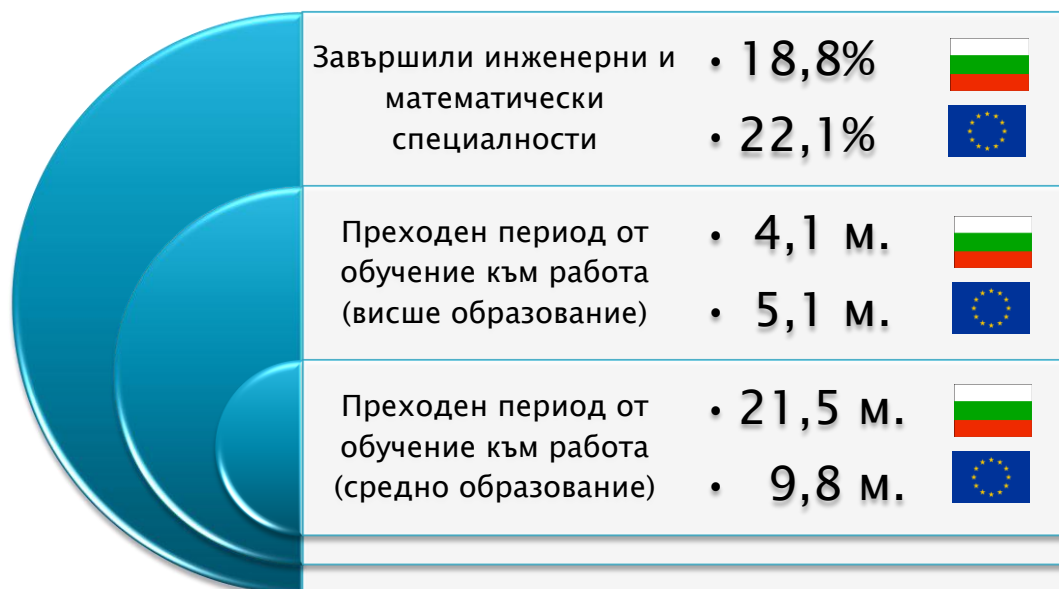 Завършили инженерни и
математически
специалности
• 18,8%
• 22,1%
Преходен период от
обучение към работа
(висше образование)
• 4,1 м.
• 5,1 м.
Преходен период от
обучение към работа
(средно образование)
• 21,5 м.
• 9,8 м.